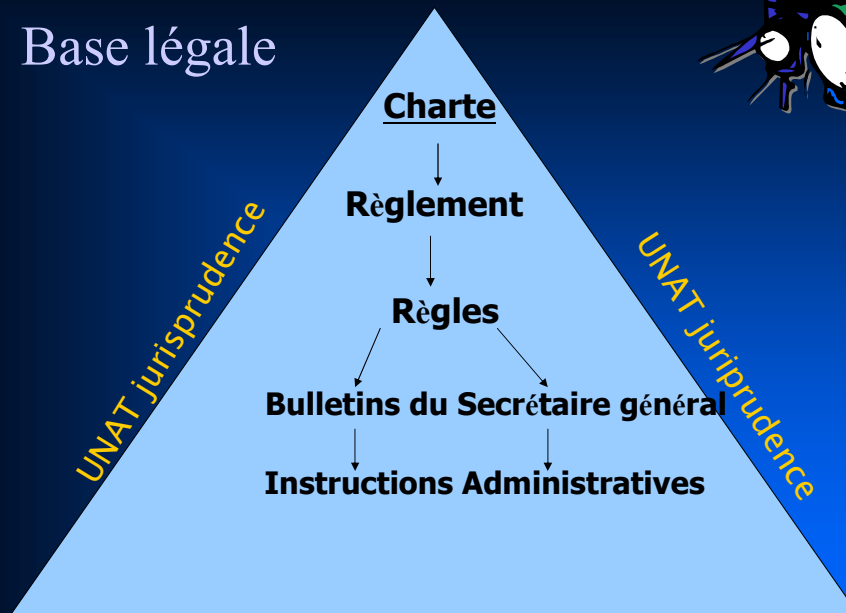 Base légale
Charte
Règlement
Règles
Bulletins du Secrétaire général
Instructions Administratives
UNAT jurisprudence
UNAT juriprudence